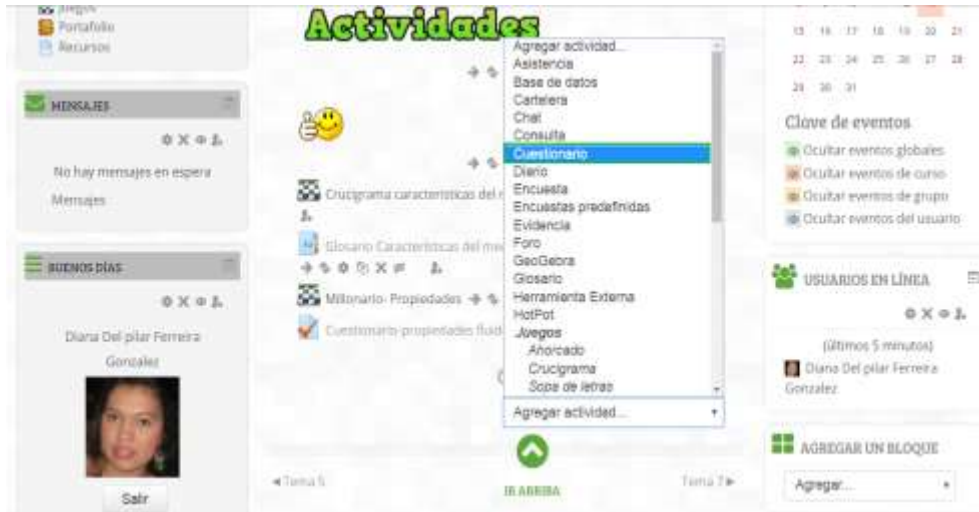 Juegos
Portafolio
Recursos
MENSAJES
No hay mensajes en espera
Mensajes
BUENOS DÍAS
Diana Del pilar Ferreira
Gonzalez
Salir
Actividades
Crucigrama características del
Glosario Características del
Millonario- Propiedades
Cuestionario-propiedades
◄Tema 5
IR ARRIBA
Tema 7►
Agregar actividad...
Asistencia
Base de datos
Cartelera
Chat
Consulta
Cuestionario
Diario
Encuesta
Encuestas predefinidas
Evidencia
Foro
GeoGebra
Glosario
Herramienta Externa
HotPot
Juegos
Ahorcado
Crucigrama
Sopa de letras
Agregar actividad...
15 16 17 18 19 20 21
22 23 24 25 26 27 28
29 30 31
Clave de eventos
Ocultar eventos globales
Ocultar eventos de curso
Ocultar eventos de grupo
Ocultar eventos del usuario
USUARIOS EN LÍNEA
(últimos 5 minutos)
Diana Del pilar Ferreira
Gonzalez
AGREGAR UN BLOQUE
Agregar...